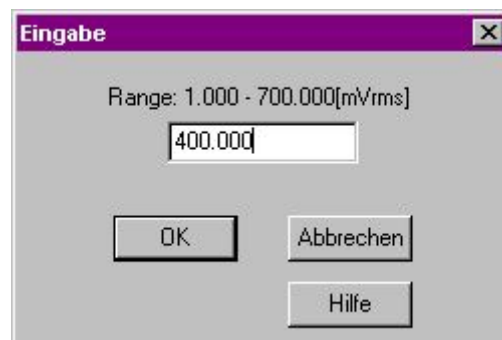 Eingabe
Range: 1.000 - 700.000[mVrms]
400.000
OK Abbrechen
Hilfe